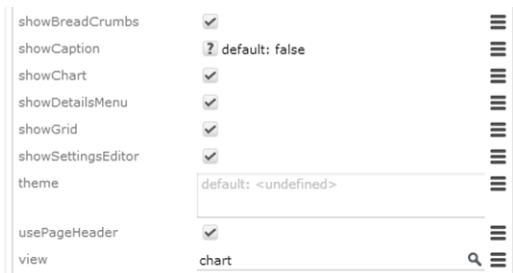 showBreadCrumbs
showCaption ? default: false
showChart
showDetailsMenu
showGrid
showSettingsEditor
theme default: <undefined>
usePageHeader
view chart